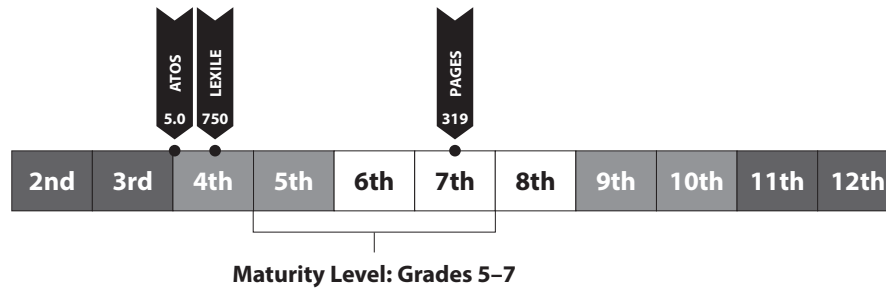 ATOS
5.0
LEXILE
750
PAGES
319
2nd 3rd 4th 5th 6th 7th 8th 9th 10th 11th 12th
Maturity Level: Grades 5–7